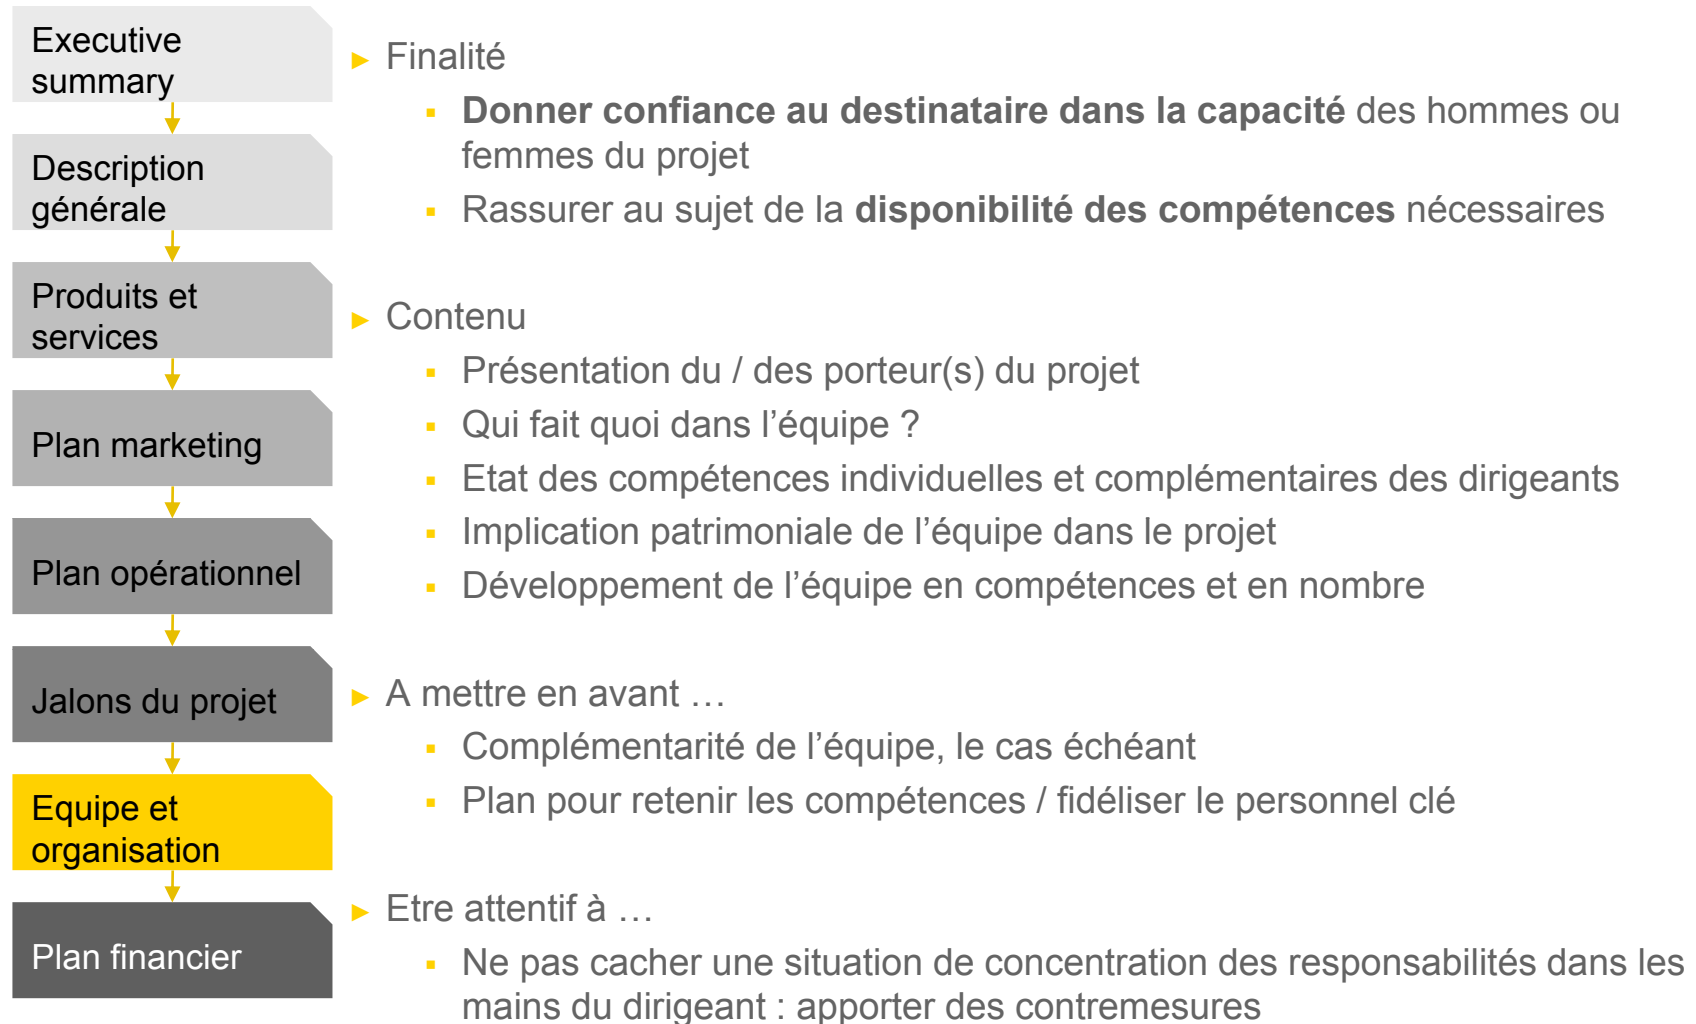 Executive
summary
Description
générale
Produits et
services
Plan marketing
Plan opérationnel
Jalons du projet
Equipe et
organisation
Plan financier
► Finalité
▪ Donner confiance au destinataire dans la capacité des hommes ou
femmes du projet
▪ Rassurer au sujet de la disponibilité des compétences nécessaires
► Contenu
▪ Présentation du / des porteur(s) du projet
▪ Qui fait quoi dans l’équipe ?
▪ Etat des compétences individuelles et complémentaires des dirigeants
▪ Implication patrimoniale de l’équipe dans le projet
▪ Développement de l’équipe en compétences et en nombre
► A mettre en avant …
▪ Complémentarité de l’équipe, le cas échéant
▪ Plan pour retenir les compétences / fidéliser le personnel clé
► Etre attentif à …
▪ Ne pas cacher une situation de concentration des responsabilités dans les
mains du dirigeant : apporter des contremesures